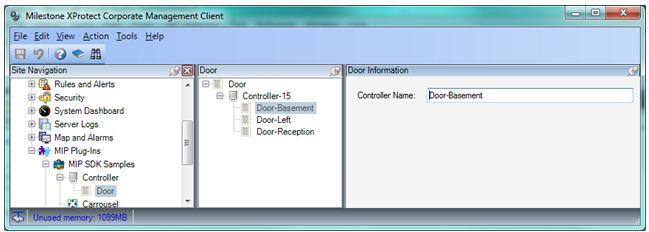 Milestone XProtect Corporate Management Client
File Edit View Action Tools Help
Site Navigation
Rules and Alerts
Security
System Dashboard
Server Logs
Map and Alarms
MIP Plug-Ins
MIP SDK Samples
Controller
Door
Carrousel
Door
Door
Controller-15
Door-Basement
Door-Left
Door-Reception
Door Information
Controller Name: Door-Basement
Unused memory: 1099MB